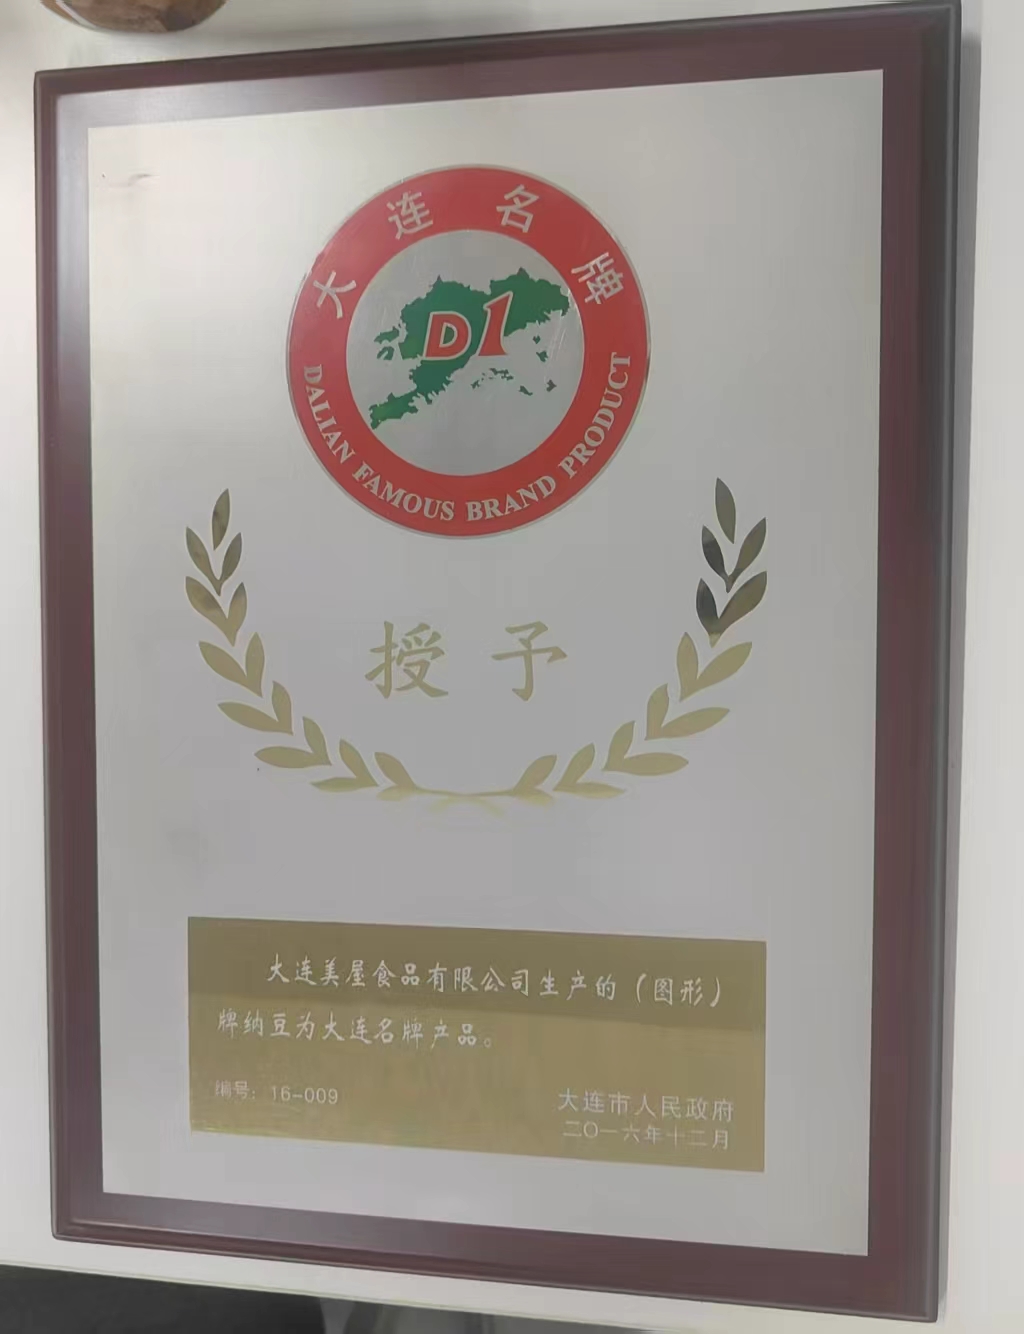 大连名牌
D1
DALIAN FAMOUS BRAND PRODUCT
授予
大连美屋食品有限公司生产的（图形）
牌纳豆为大连名牌产品。
编号：16-009
大连市人民政府
二〇一六年十二月